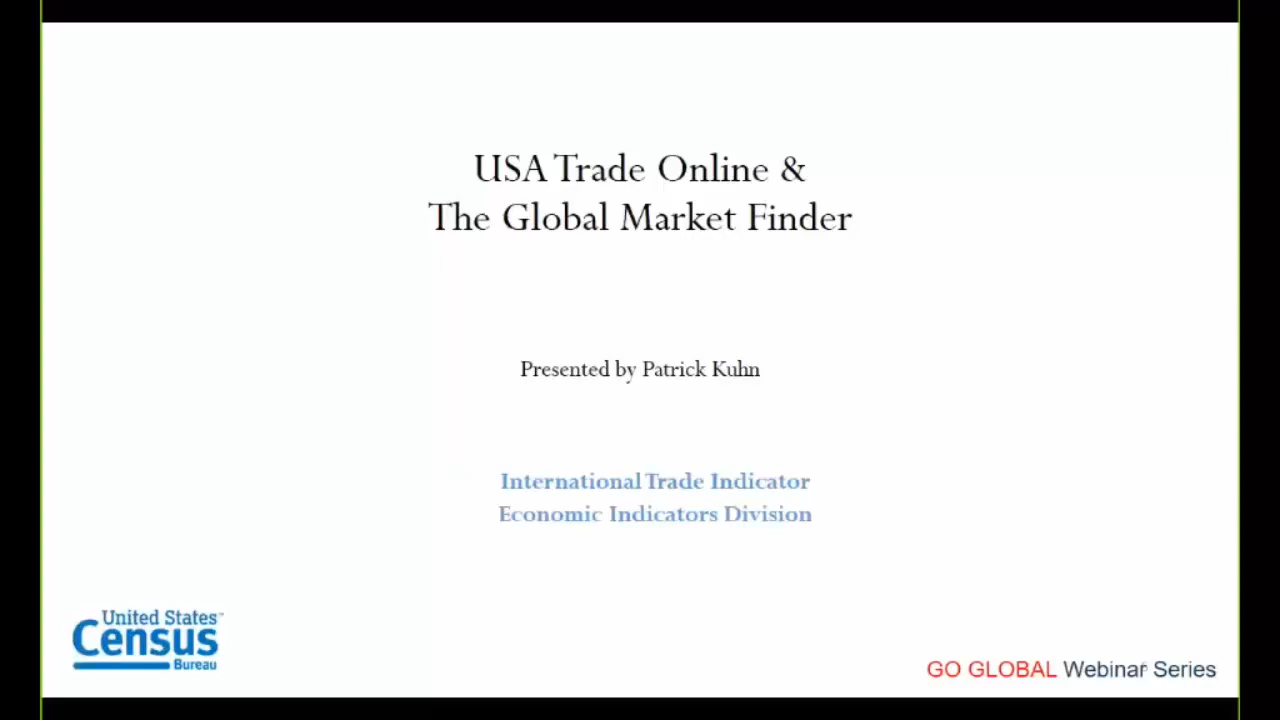 USA Trade Online &
The Global Market Finder
Presented by Patrick Kuhn
International Trade Indicator
Economic Indicators Division
United States™
Census
Bureau
GO GLOBAL Webinar Series